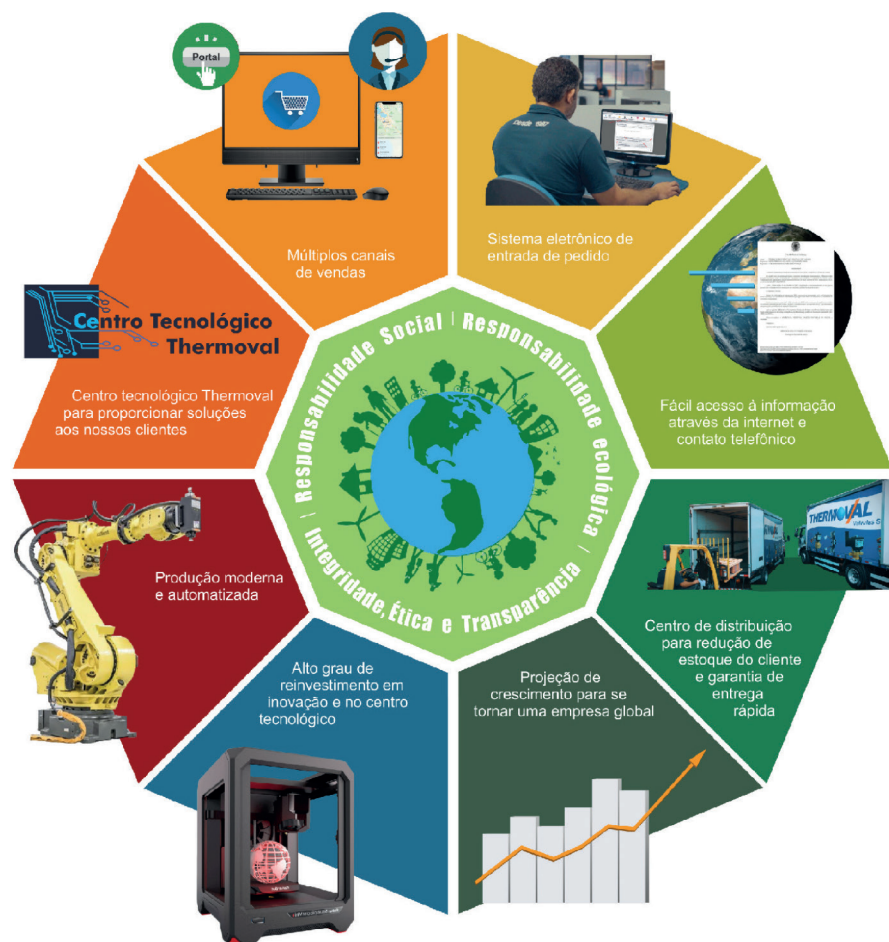 Portal
Múltiplos canais
de vendas
Desde 1987
Sistema eletrônico de
entrada de pedido
Fácil acesso á informação
através da internet e
contato telefônico
Centro Tecnológico
Thermoval
Centro tecnológico Thermoval
para proporcionar soluções
aos nossos clientes
Responsabilidade Social | Responsabilidade ecológica |
Integridade, Ética e Transparência |
THERMOVAL
THERMOVAL
Produção moderna
e automatizada
Centro de distribuição
para redução de
estoque do cliente
e garantia de
entrega
rápida
Alto grau de
reinvestimento em
inovação e no centro
tecnológico
Projeção de
crescimento para se
tornar uma empresa global